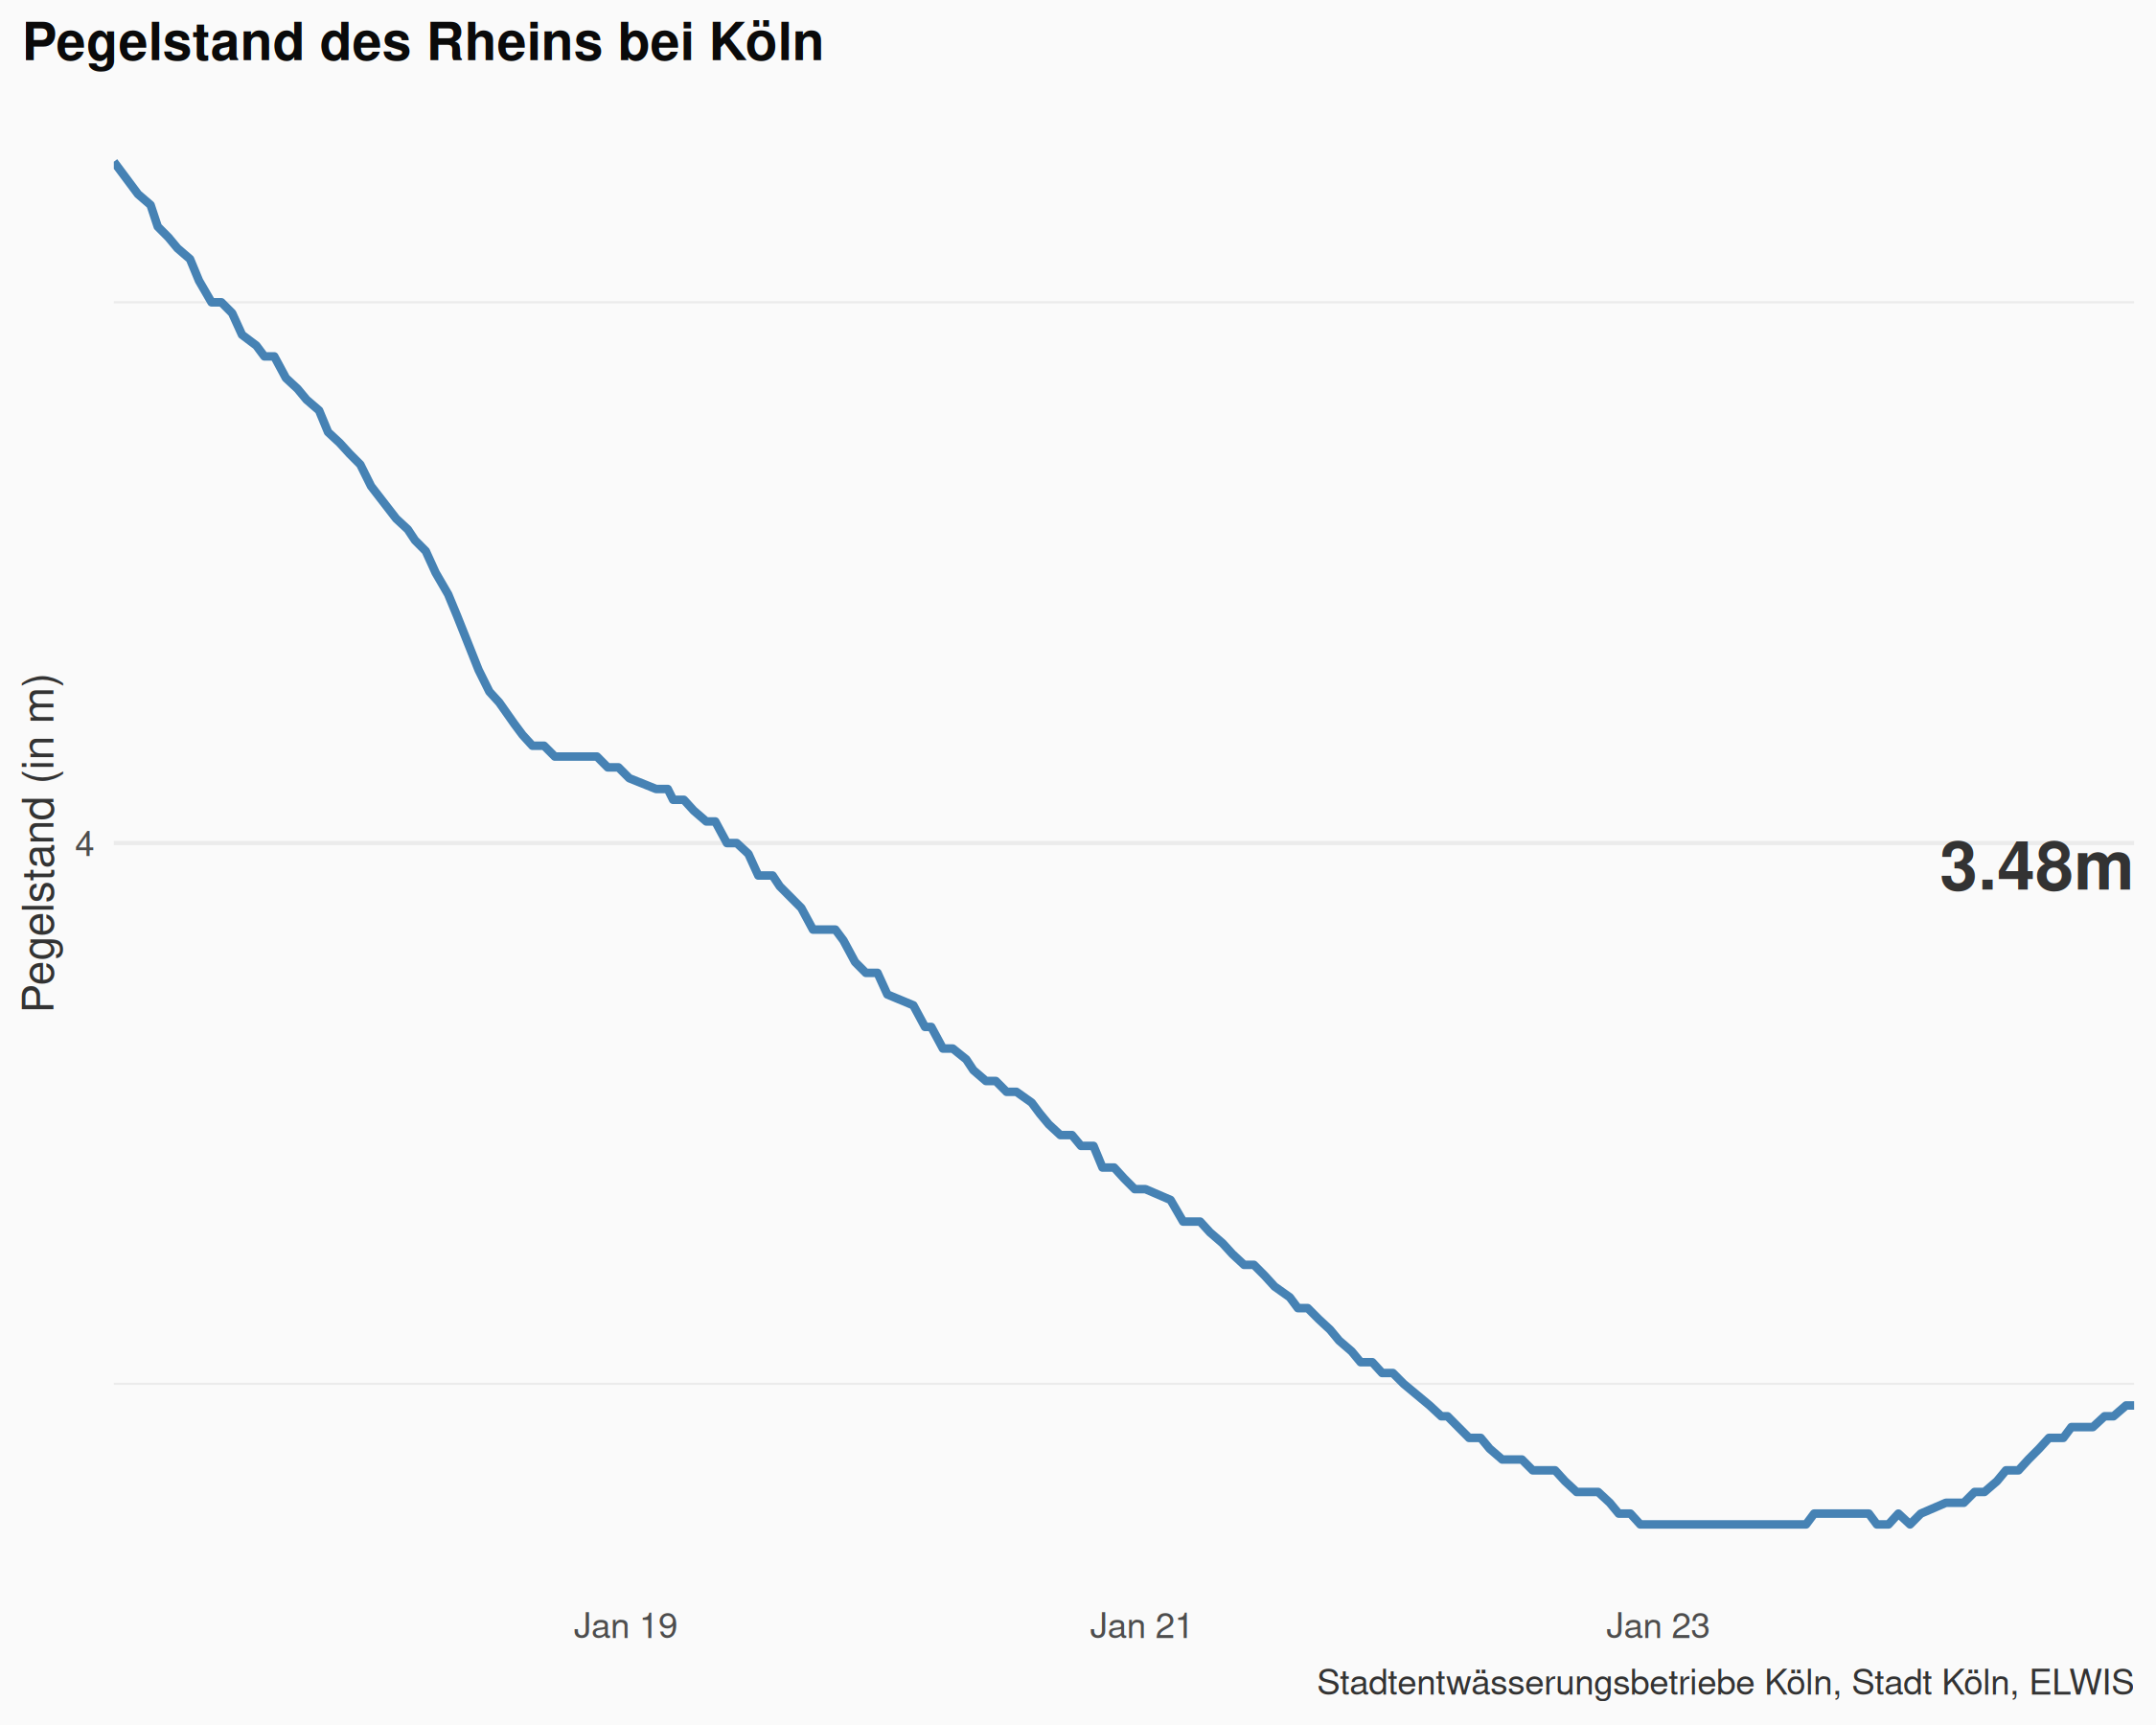 Pegelstand des Rheins bei Köln
Pegelstand (in m)
4
3.48m
Jan 19
Jan 21
Jan 23
Stadtentwässerungsbetriebe Köln, Stadt Köln, ELWIS